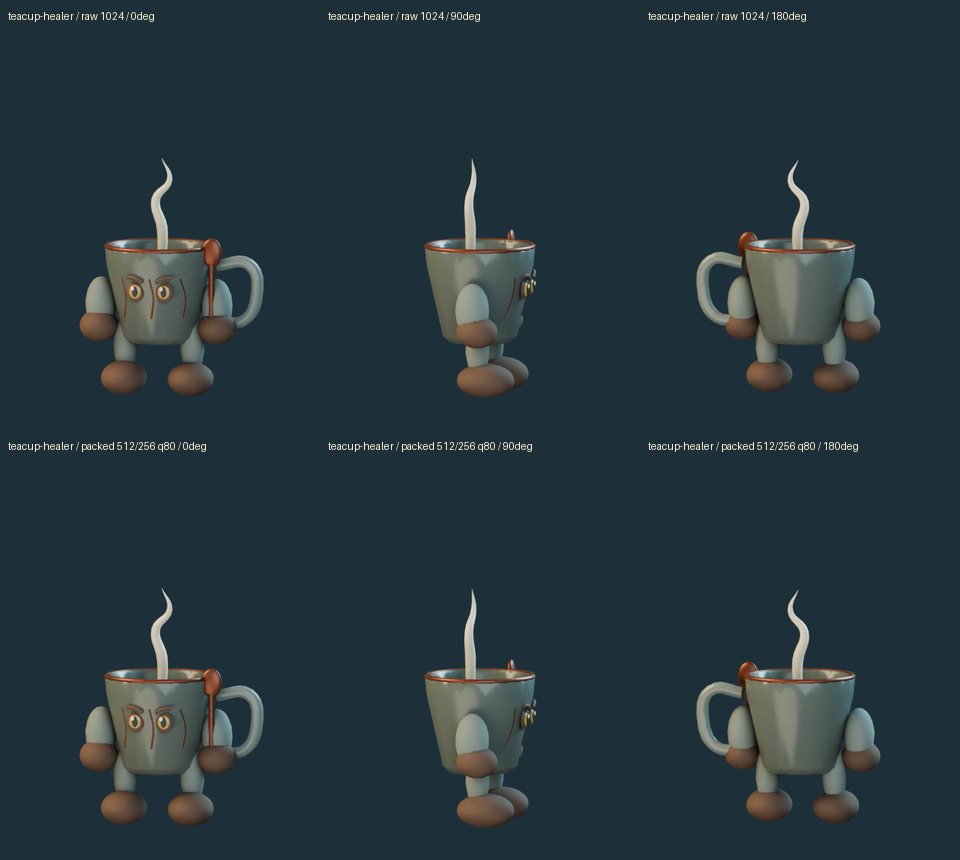 teacup-healer / raw 1024 / 0deg
teacup-healer / raw 1024 / 90deg
teacup-healer / raw 1024 / 180deg
teacup-healer / packed 512/256 q80 / 0deg
teacup-healer / packed 512/256 q80 / 90deg
teacup-healer / packed 512/256 q80 / 180deg